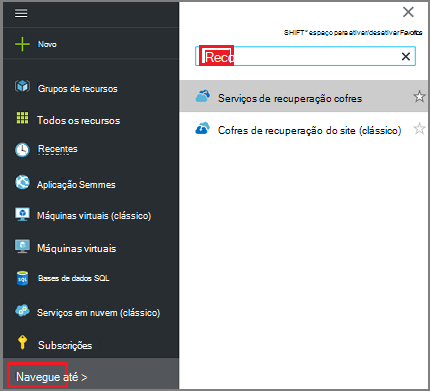 Novo
Grupos de recursos
Todos os recursos
Recentes
Aplicação Semmes
Máquinas virtuais (clássico)
Máquinas virtuais
Bases de dados SQL
Serviços em nuvem (clássico)
Subscrições
Navegue até >
SHIFT "espaço para ativar/desativar Favoritos
Reco
Serviços de recuperação cofres
Cofres de recuperação do site (clássico)